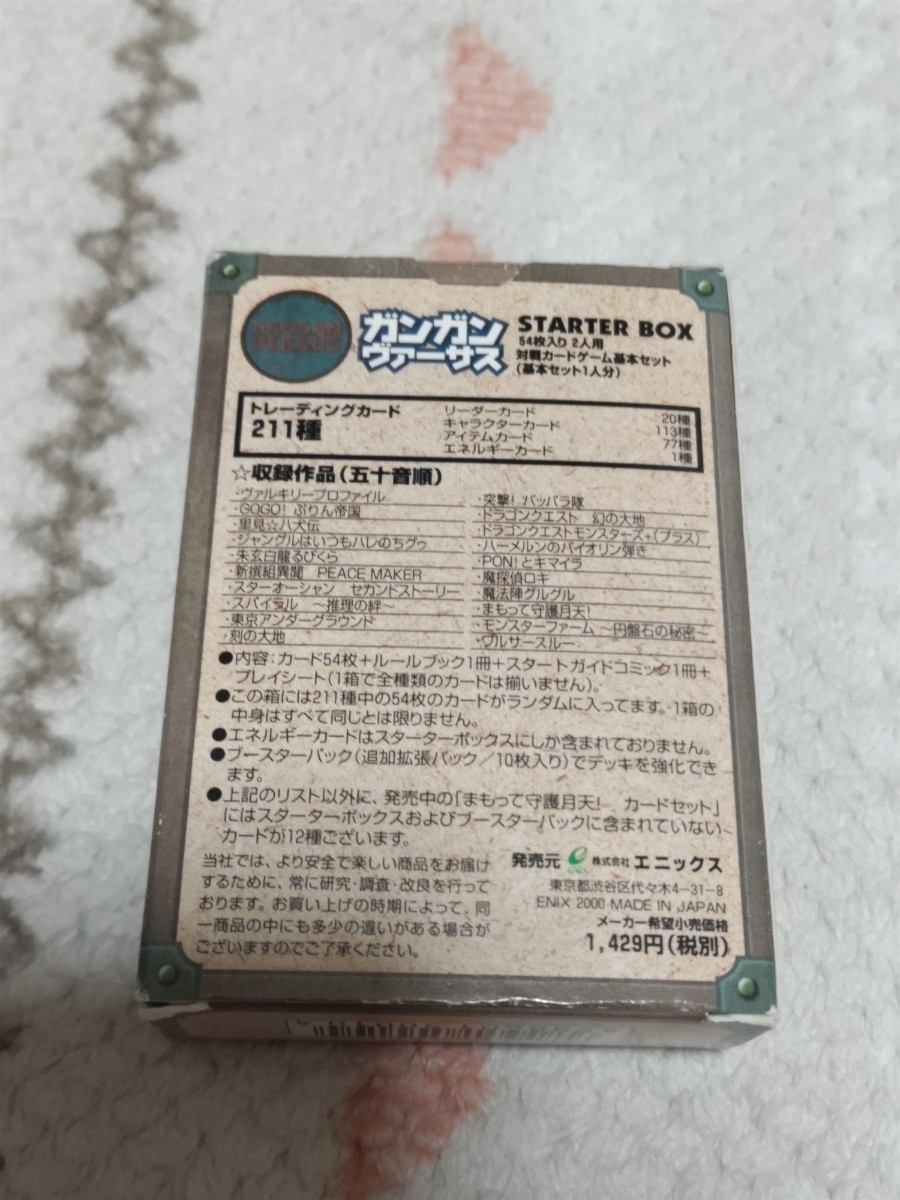 GANGAN VERSUS
ガンガン
ヴァーサス
STARTER BOX
54枚入り 2人用
対戦カードゲーム基本セット
(基本セット1人分)
トレーディングカード
211種
リーダーカード 20種
キャラクターカード 113種
アイテムカード 77種
エネルギーカード 1種
☆収録作品(五十音順)
・ヴァルキリープロファイル
・GOGO!ぷりん帝国
・里見☆八犬伝
・ジャングルはいつもハレのちグゥ
・朱玄白龍るびくら
・新撰組異聞 PEACE MAKER
・スターオーシャン セカンドストーリー
・スパイラル ～推理の絆～
・東京アンダーグラウンド
・刻の大地
・突撃!パッパラ隊
・ドラゴンクエスト 幻の大地
・ドラゴンクエストモンスターズ+(プラス)
・ハーメルンのバイオリン弾き
・PON!とキマイラ
・魔探偵ロキ
・魔法陣グルグル
・まもって守護月天!
・モンスターファーム ～円盤石の秘密～
・ワルサースルー
●内容:カード54枚+ルールブック1冊+スタートガイドコミック1冊+
プレイシート(1箱で全種類のカードは揃いません)。
●この箱には211種中の54枚のカードがランダムに入ってます。1箱の
中身はすべて同じとは限りません。
●エネルギーカードはスターターボックスにしか含まれておりません。
●ブースターパック(追加拡張パック/10枚入り)でデッキを強化でき
ます。
●上記のリスト以外に、発売中の「まもって守護月天! カードセット」
にはスターターボックスおよびブースターパックに含まれていない
カードが12種ございます。
当社では、より安全で楽しい商品をお届け
するために、常に研究・調査・改良を行って
おります。お買い上げの時期によって、同
一商品の中にも多少の違いがある場合が
ございますのでご了承ください。
発売元 株式会社 エニックス
東京都渋谷区代々木4-31-8
ENIX 2000 MADE IN JAPAN
メーカー希望小売価格
1,429円(税別)